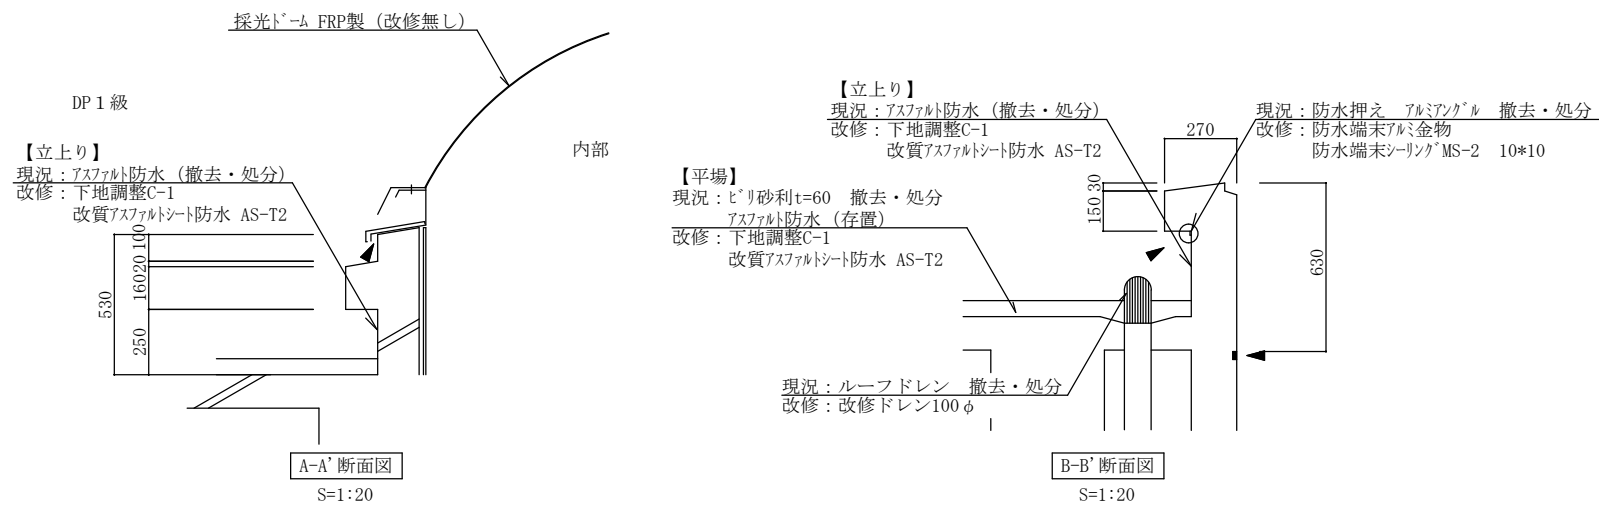 採光ﾄﾞｰﾑ FRP製（改修無し）
DP１級
内部
【立上り】
現況：ｱｽﾌｧﾙﾄ防水（撤去・処分）
改修：下地調整C-1
改質ｱｽﾌｧﾙﾄｼｰﾄ防水 AS-T2
530
100
20
160
250
A-A’断面図
S=1:20
【立上り】
現況：ｱｽﾌｧﾙﾄ防水（撤去・処分）
改修：下地調整C-1
改質ｱｽﾌｧﾙﾄｼｰﾄ防水 AS-T2
現況：防水押え　ｱﾙﾐｱﾝｸﾞﾙ　撤去・処分
改修：防水端末ｱﾙﾐ金物
防水端末ｼｰﾘﾝｸﾞMS-2　10*10
270
【平場】
現況：ﾋﾞﾘ砂利t=60　撤去・処分
ｱｽﾌｧﾙﾄ防水（存置）
改修：下地調整C-1
改質ｱｽﾌｧﾙﾄｼｰﾄ防水 AS-T2
30
150
630
現況：ルーフドレン　撤去・処分
改修：改修ドレン100φ
B-B’断面図
S=1:20